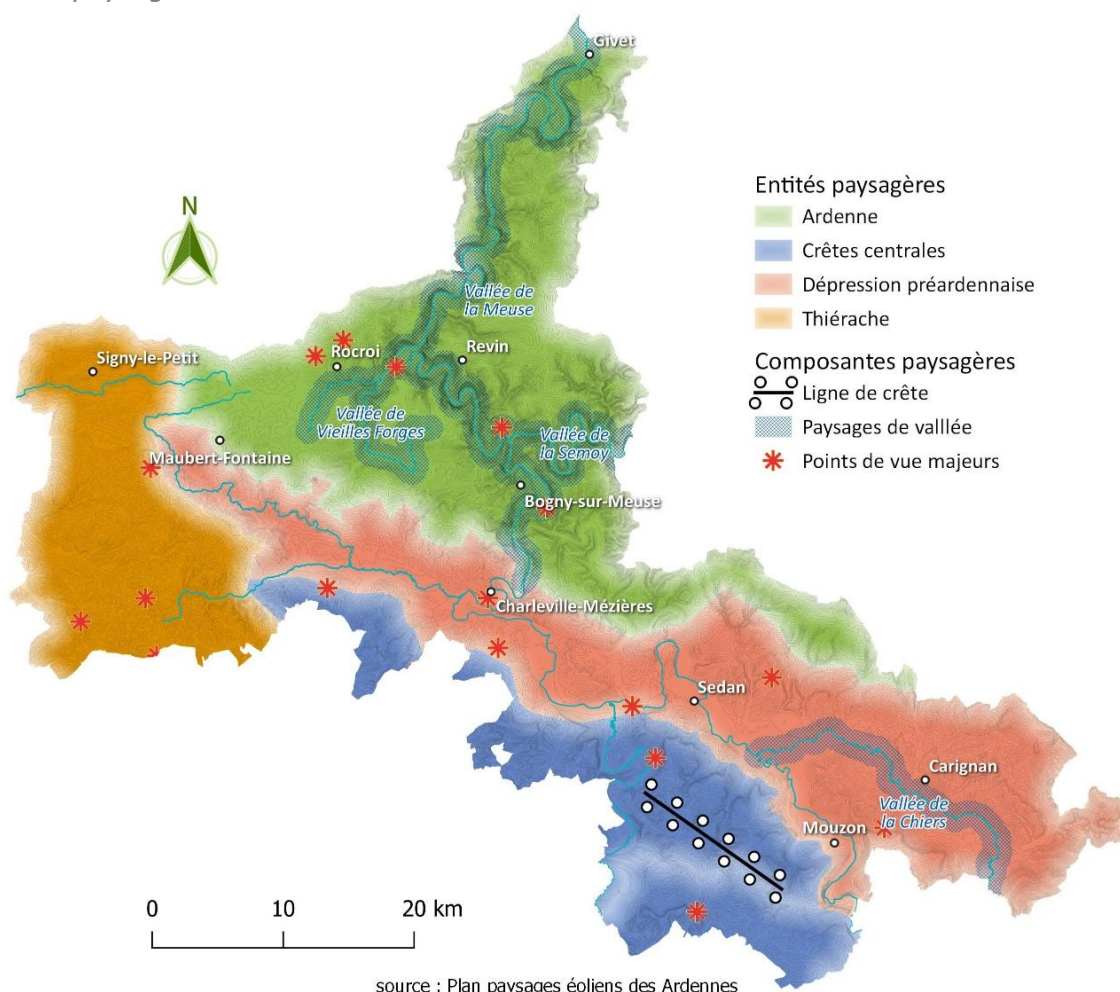 Givet
N
Entités paysagères
Ardenne
Crêtes centrales
Dépression préardennaise
Thiérache
Composantes paysagères
Ligne de crête
Paysages de valllée
Points de vue majeurs
Vallée de
la Meuse
Signy-le-Petit
Rocroi
Revin
Vallée de
Vieilles Forges
Vallée de
la Semoy
Maubert-Fontaine
Bogny-sur-Meuse
Charleville-Mézières
Sedan
Carignan
Vallée de
la Chiers
Mouzon
0 10 20 km
source : Plan paysages éoliens des Ardennes